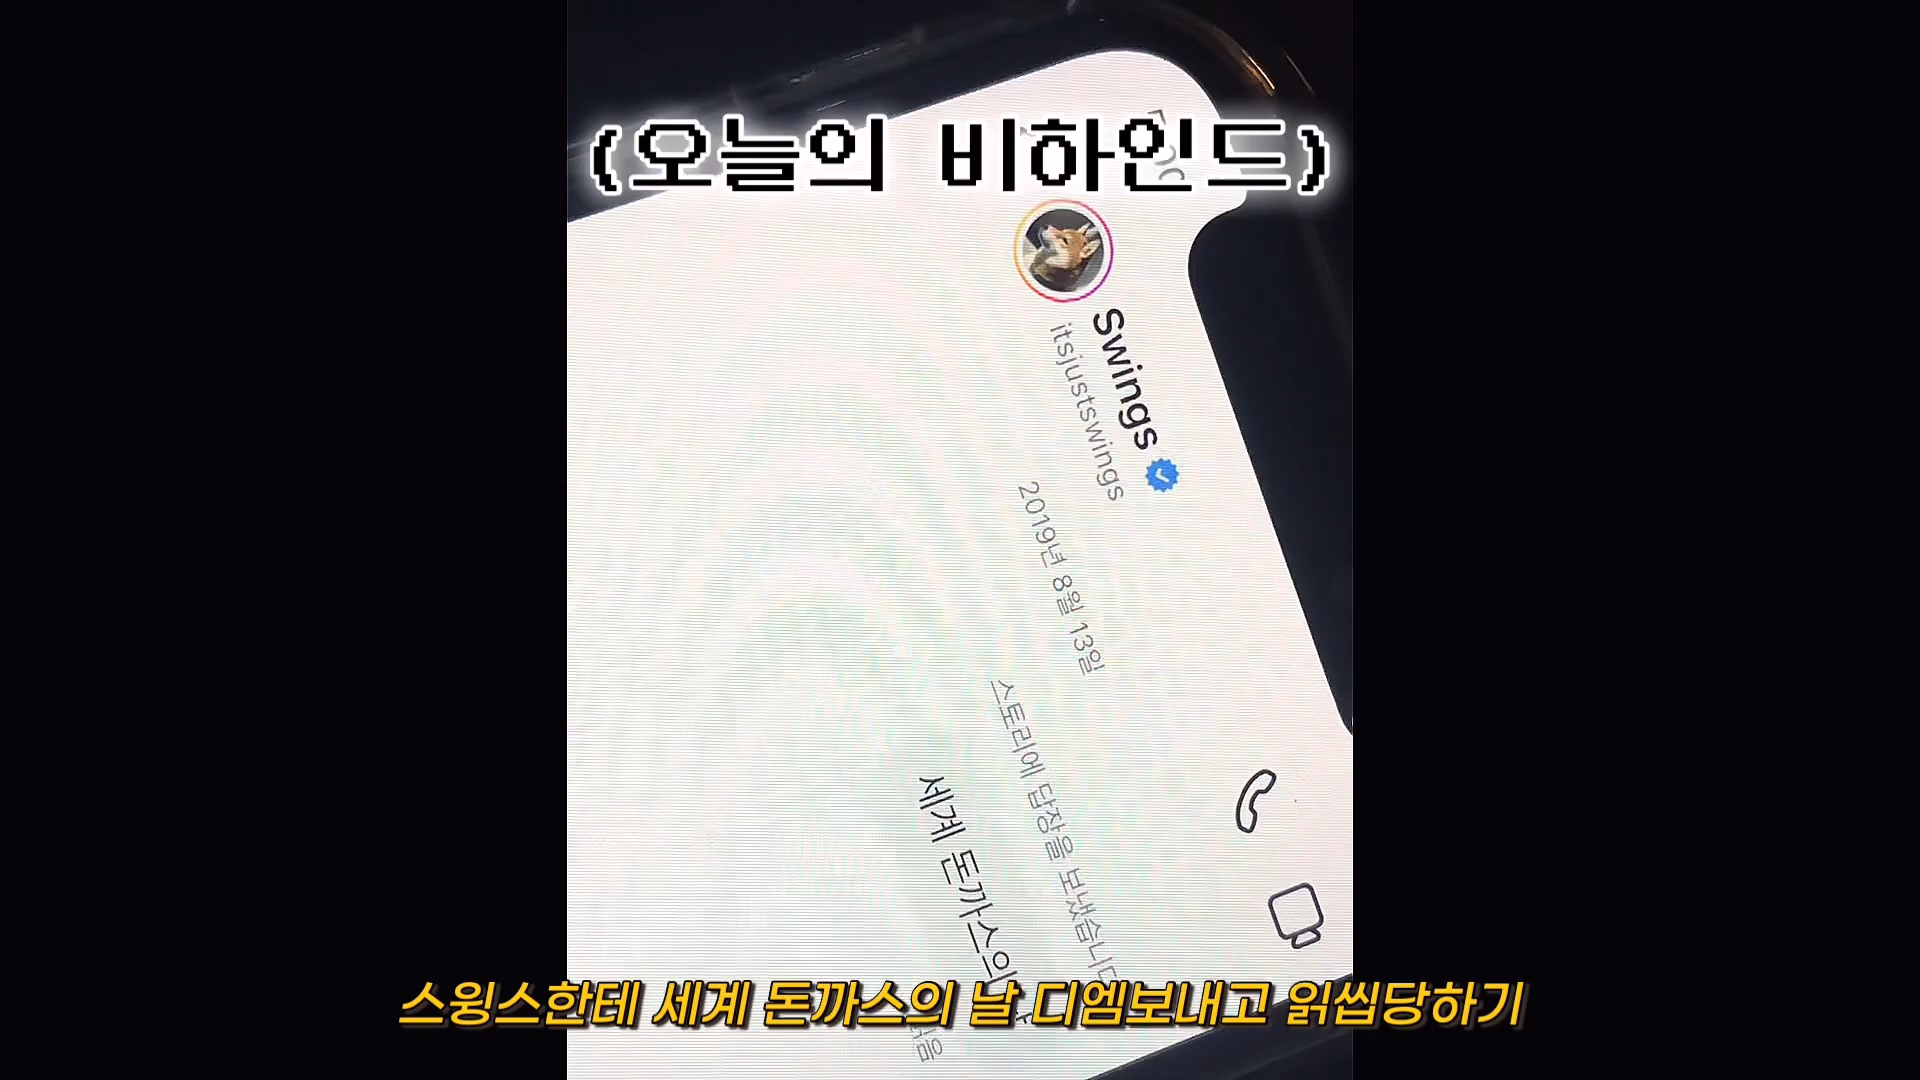 (오늘의 비하인드)
Swings
itsjustswings
2019년 8월 13일
스토리에 답장을 보냈습니다
세계 돈까스의
스윙스한테 세계 돈까스의 날 디엠보내고 읽씹당하기